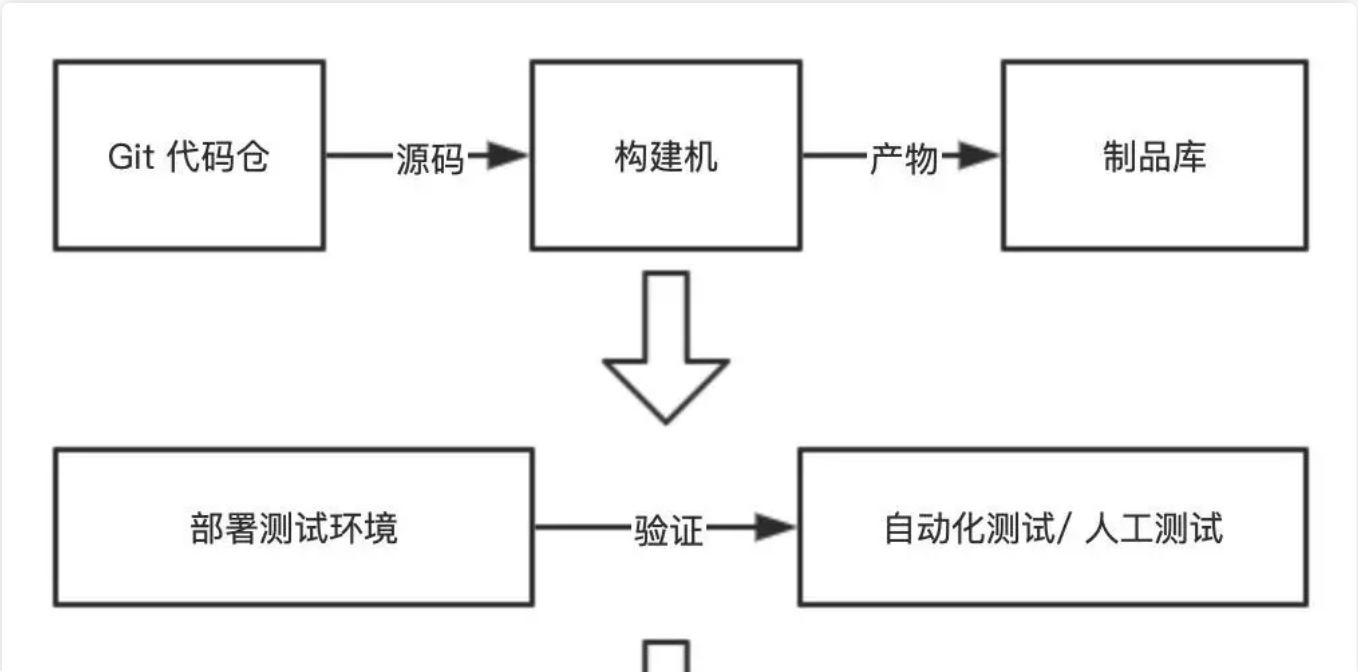 Git 代码仓
源码
构建机
产物
制品库
部署测试环境
验证
自动化测试/ 人工测试